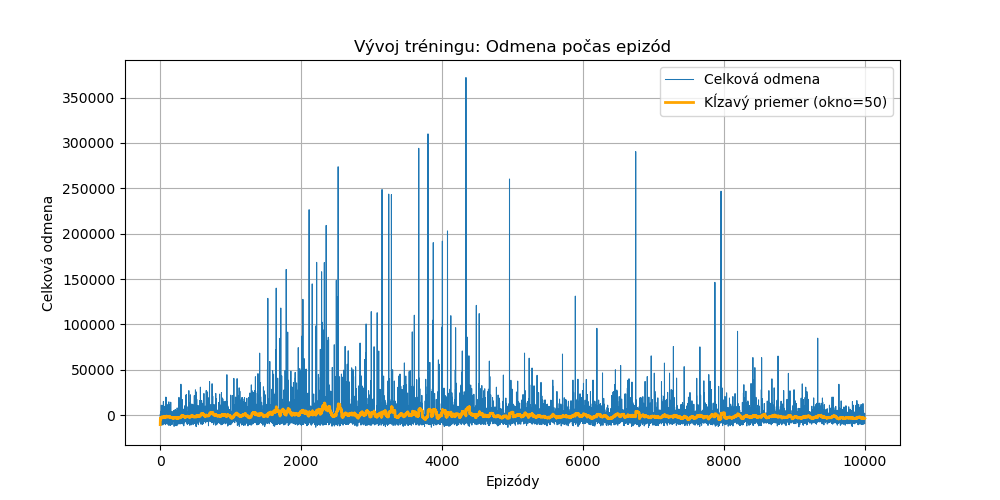 Vývoj tréningu: Odmena počas epizód
Celková odmena
Kĺzavý priemer (okno=50)
350000
300000
250000
200000
150000
100000
50000
0
Celková odmena
0 2000 4000 6000 8000 10000
Epizódy